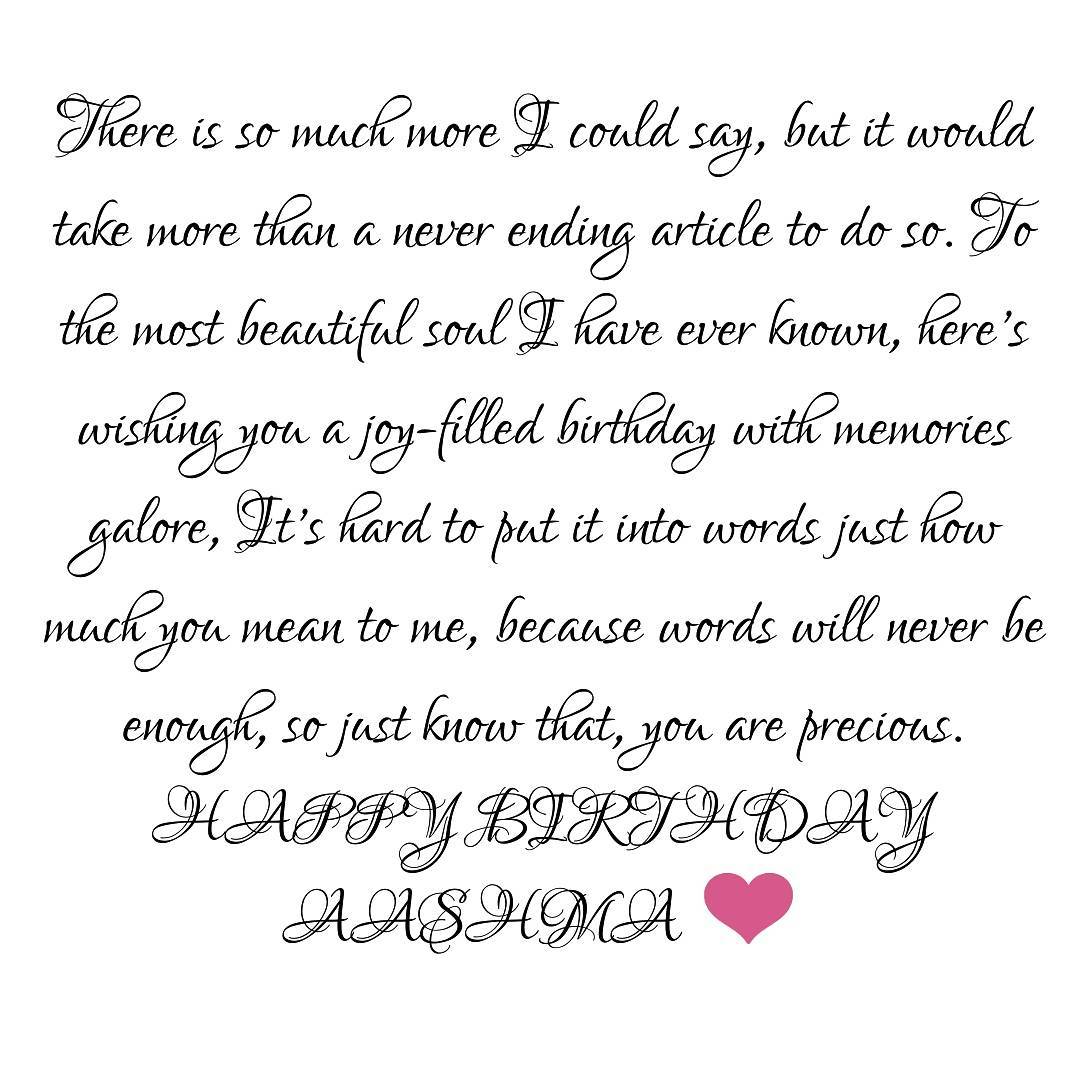 There is so much more I could say, but it would
take more than a never ending article to do so. To
the most beautiful soul I have ever known, here's
wishing you a joy-filled birthday with memories
galore, It's hard to put it into words just how
much you mean to me, because words will never be
enough, so just know that, you are precious.
HAPPY BIRTHDAY
AASHMA